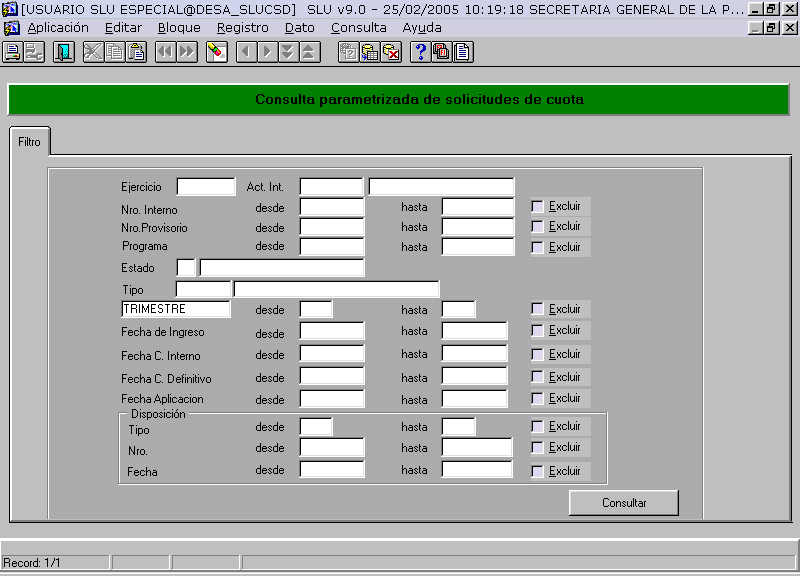 [USUARIO SLU ESPECIAL@DESA_SLUCSD] SLU v9.0 - 25/02/2005 10:19:18 SECRETARIA GENERAL DE LA P...
Aplicación Editar Bloque Registro Dato Consulta Ayuda
Consulta parametrizada de solicitudes de cuota
Filtro
Ejercicio Act. Int.
Nro. Interno desde hasta Excluir
Nro.Provisorio desde hasta Excluir
Programa desde hasta Excluir
Estado
Tipo
TRIMESTRE desde hasta Excluir
Fecha de Ingreso desde hasta Excluir
Fecha C. Interno desde hasta Excluir
Fecha C. Definitivo desde hasta Excluir
Fecha Aplicacion desde hasta Excluir
Disposición
Tipo desde hasta Excluir
Nro. desde hasta Excluir
Fecha desde hasta Excluir
Consultar
Record: 1/1